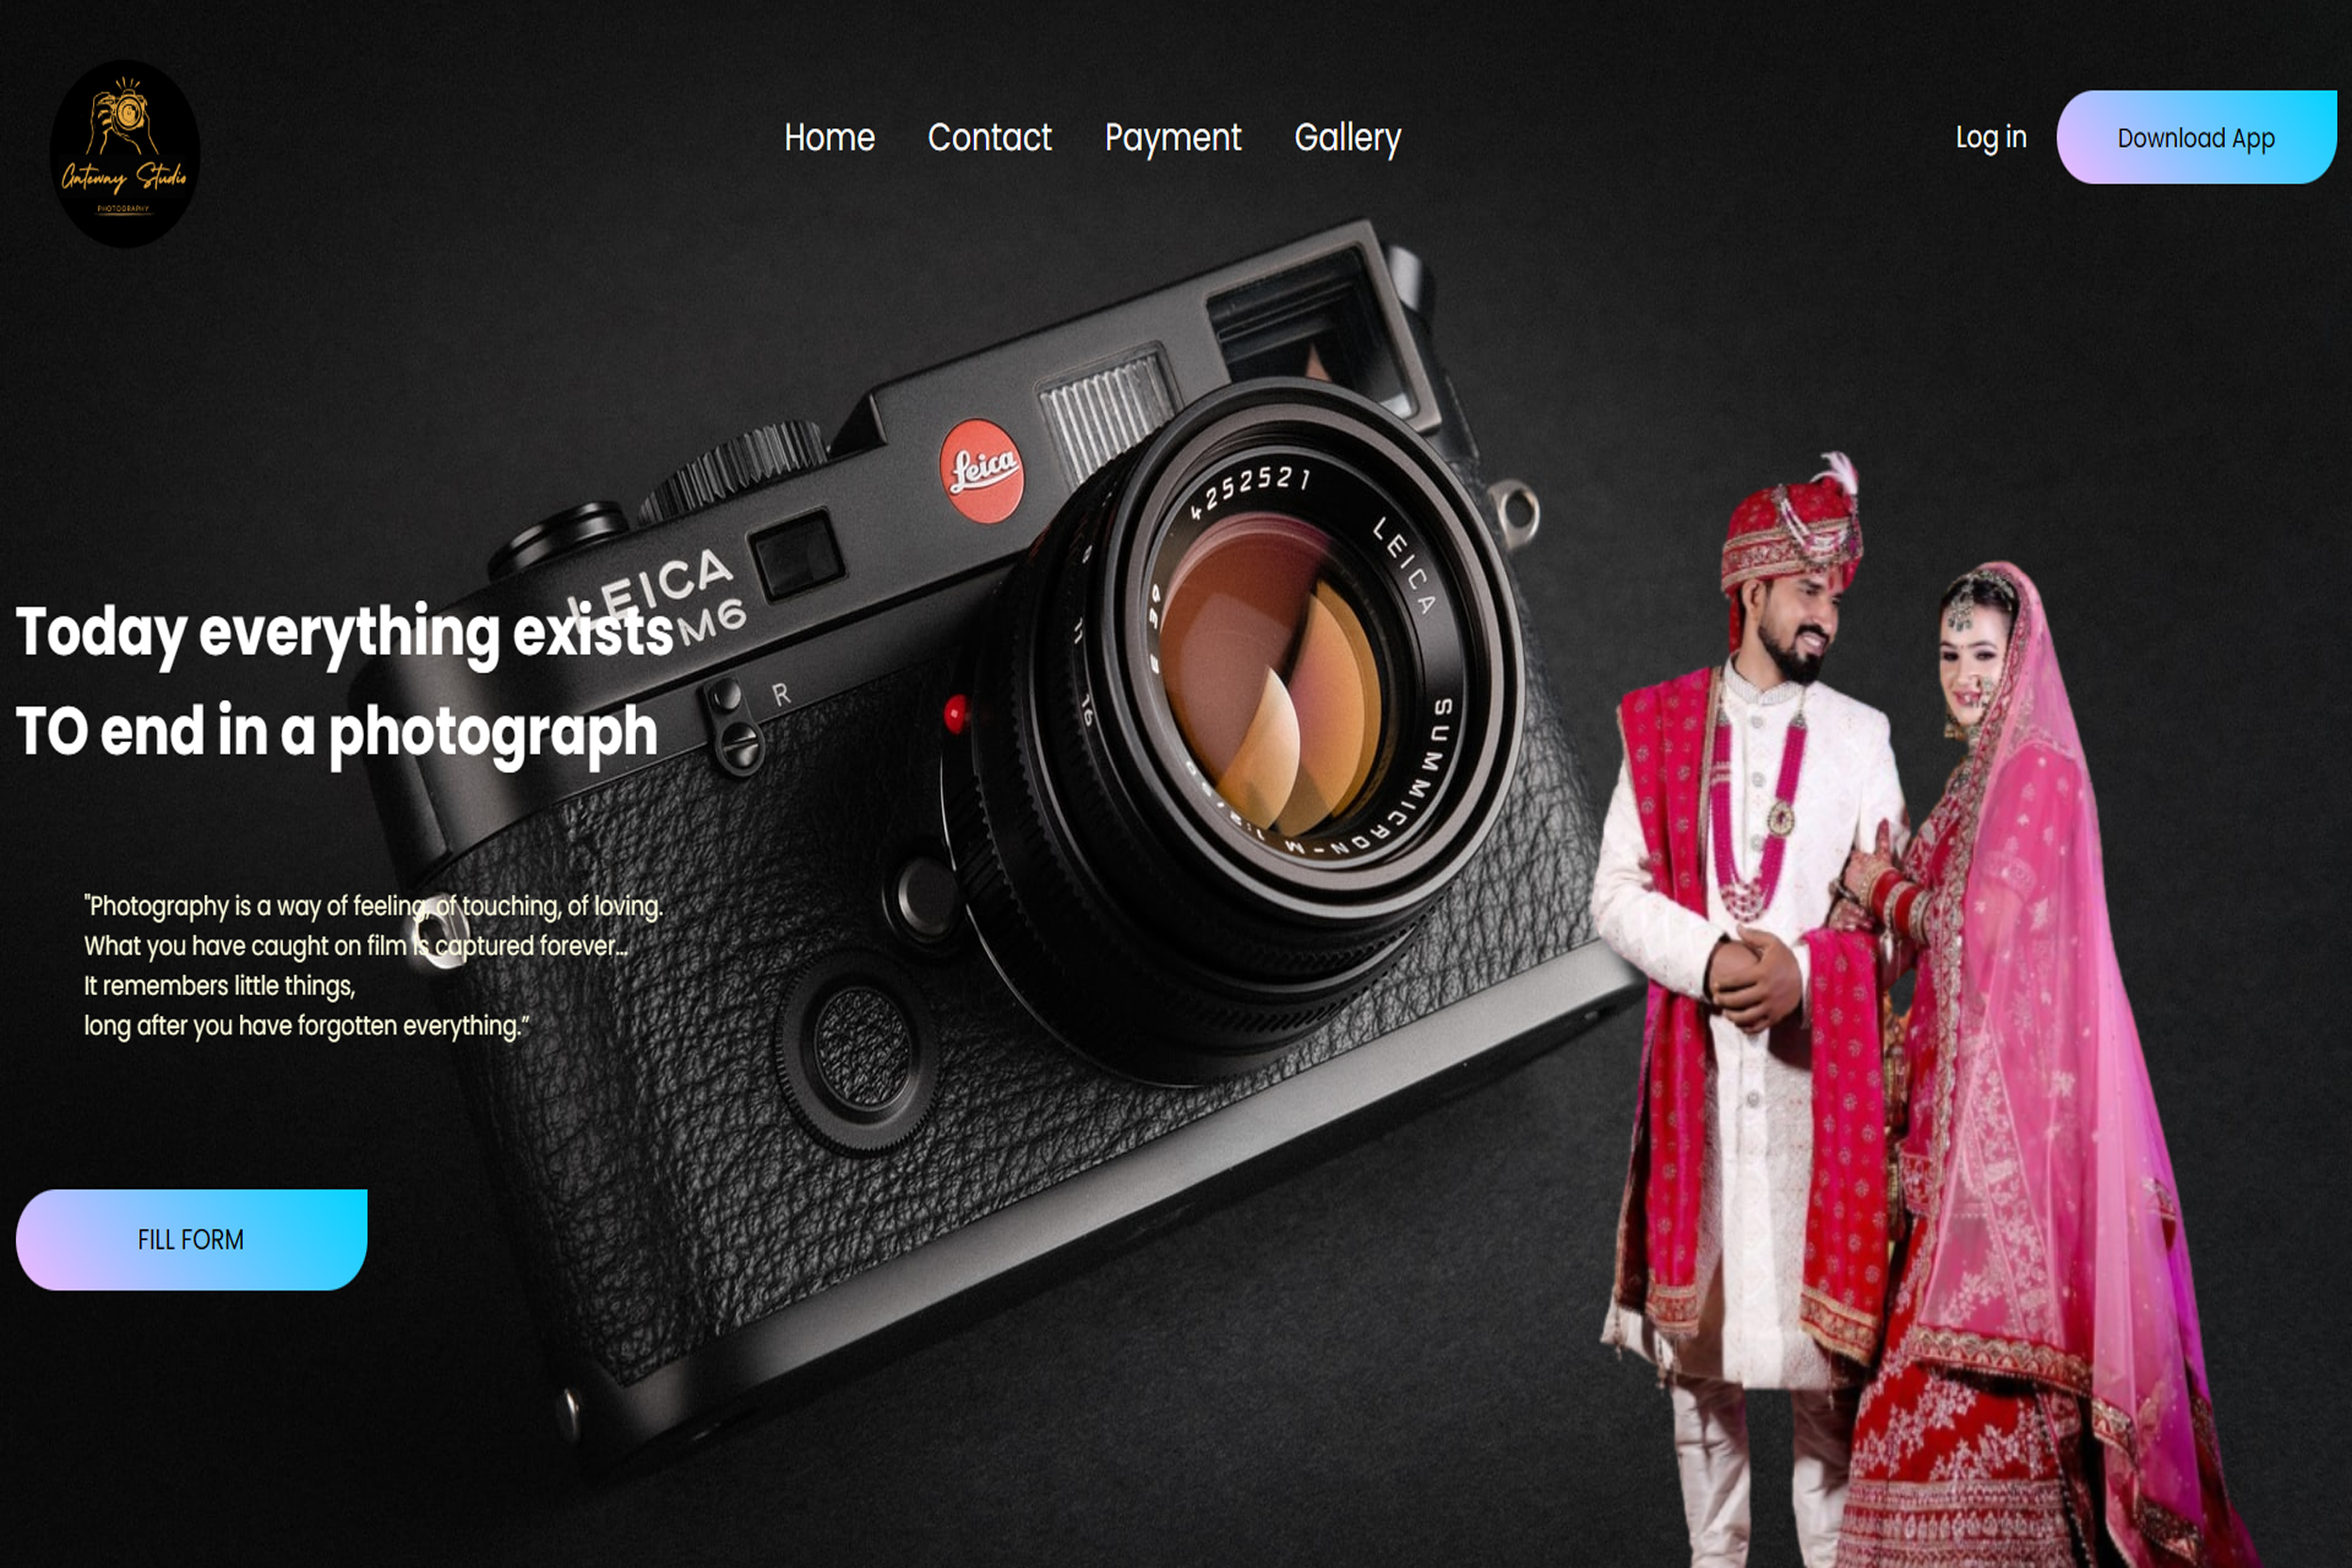 Gateway Studio
PHOTOGRAPHY
Home Contact Payment Gallery
Log in
Download App
Leica
LEICA
M6
R
4252521
LEICA
SUMMICRON-M
11
16
Today everything exists
TO end in a photograph
"Photography is a way of feeling, of touching, of loving.
What you have caught on film is captured forever...
It remembers little things,
long after you have forgotten everything.”
FILL FORM